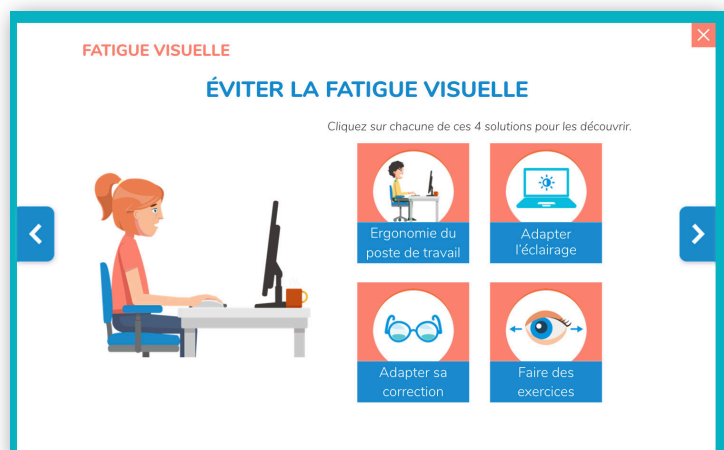 FATIGUE VISUELLE
ÉVITER LA FATIGUE VISUELLE
Cliquez sur chacune de ces 4 solutions pour les découvrir.
Ergonomie du
poste de travail
Adapter
l'éclairage
Adapter sa
correction
Faire des
exercices